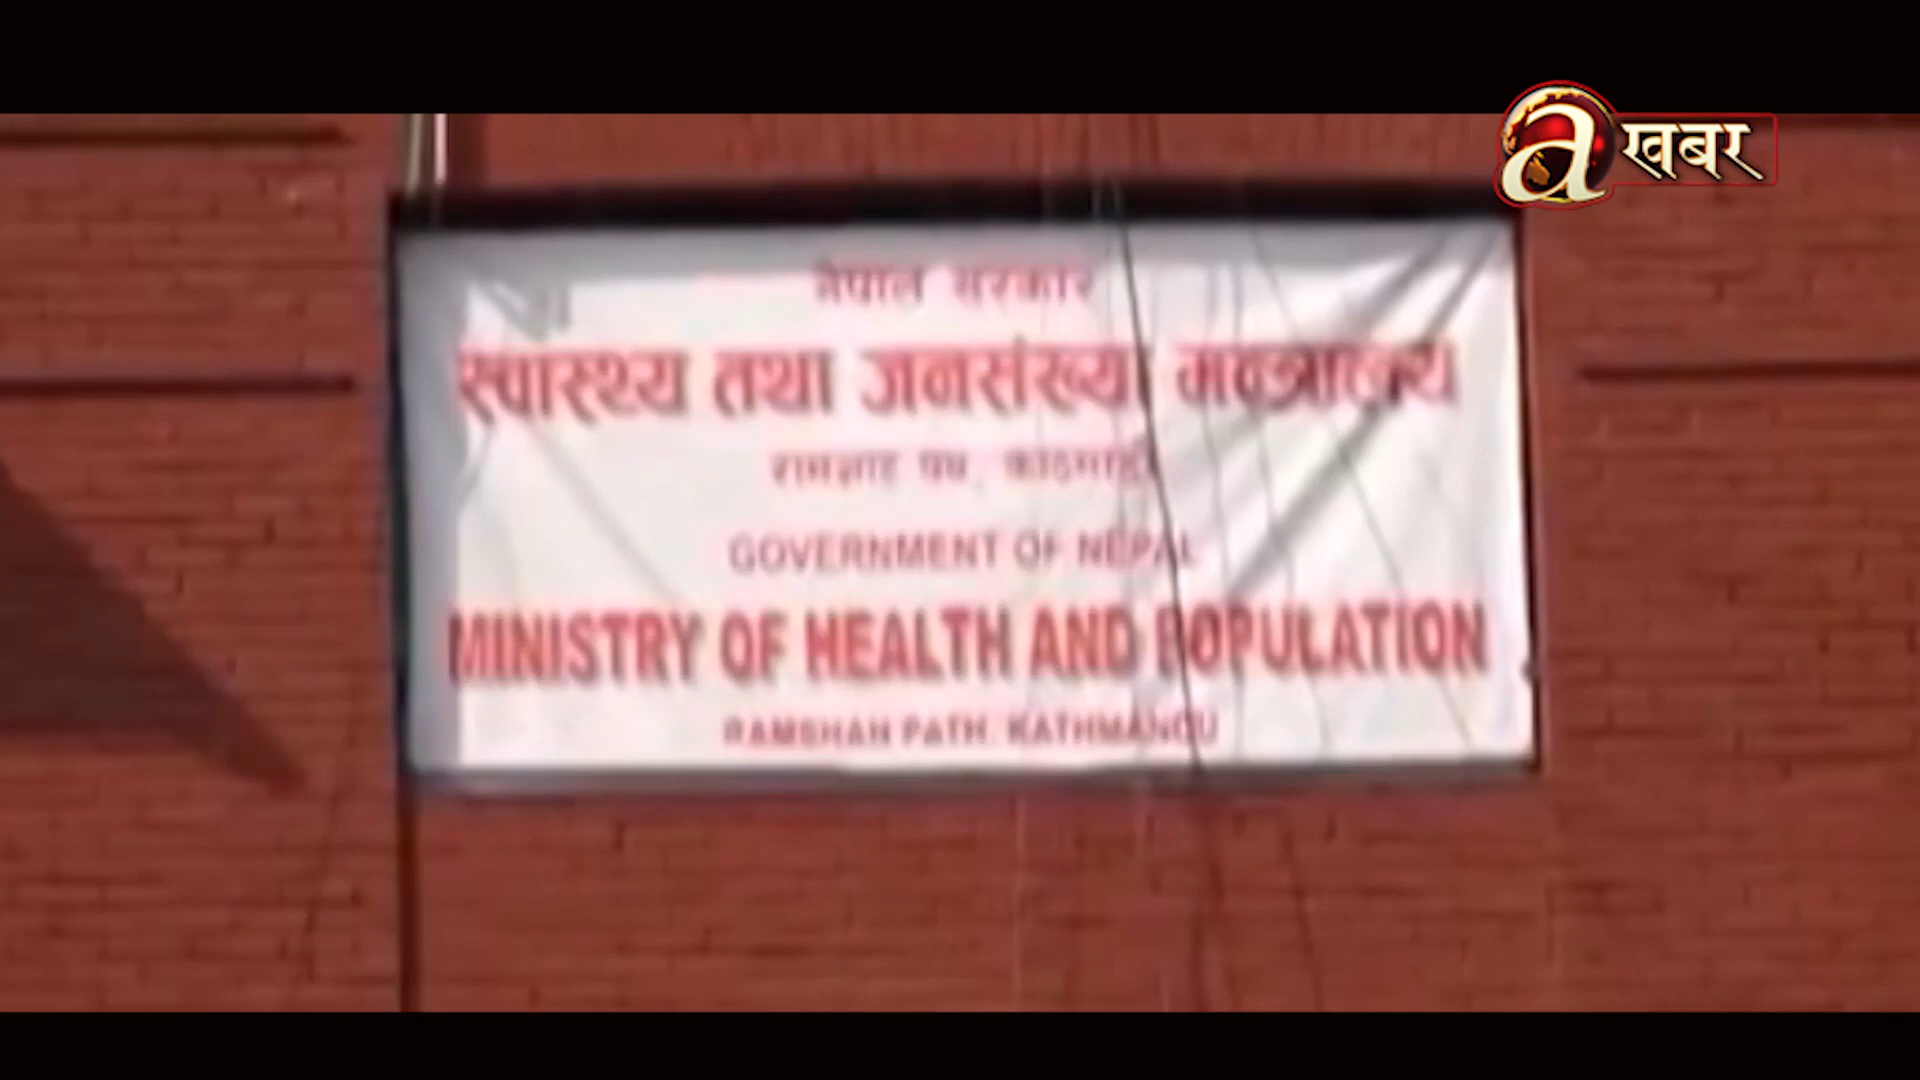 a खबर
नेपाल सरकार
स्वास्थ्य तथा जनसंख्या मन्त्रालय
रामशाह पथ, काठमाडौं
GOVERNMENT OF NEPAL
MINISTRY OF HEALTH AND POPULATION
RAMSHAH PATH, KATHMANDU